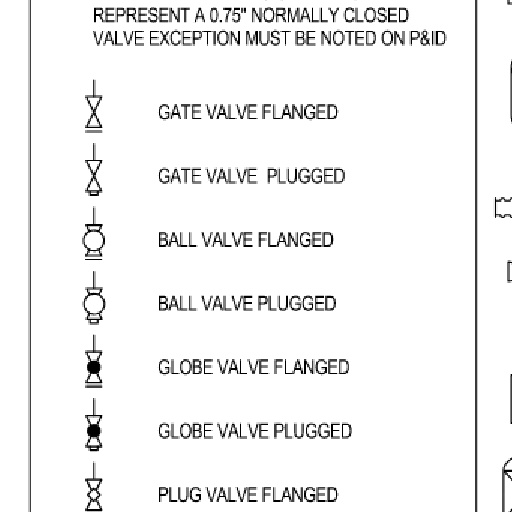 REPRESENT A 0.75" NORMALLY CLOSED
VALVE EXCEPTION MUST BE NOTED ON P&ID
GATE VALVE FLANGED
GATE VALVE PLUGGED
BALL VALVE FLANGED
BALL VALVE PLUGGED
GLOBE VALVE FLANGED
GLOBE VALVE PLUGGED
PLUG VALVE FLANGED